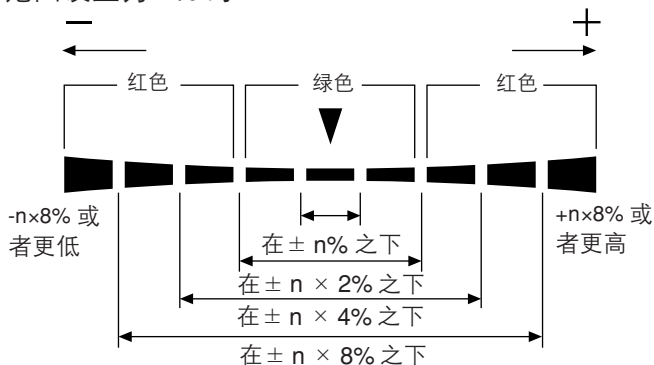 − +
红色 绿色 红色
-n×8% 或
者更低
+n×8% 或
者更高
在± n% 之下
在± n × 2% 之下
在± n × 4% 之下
在± n × 8% 之下